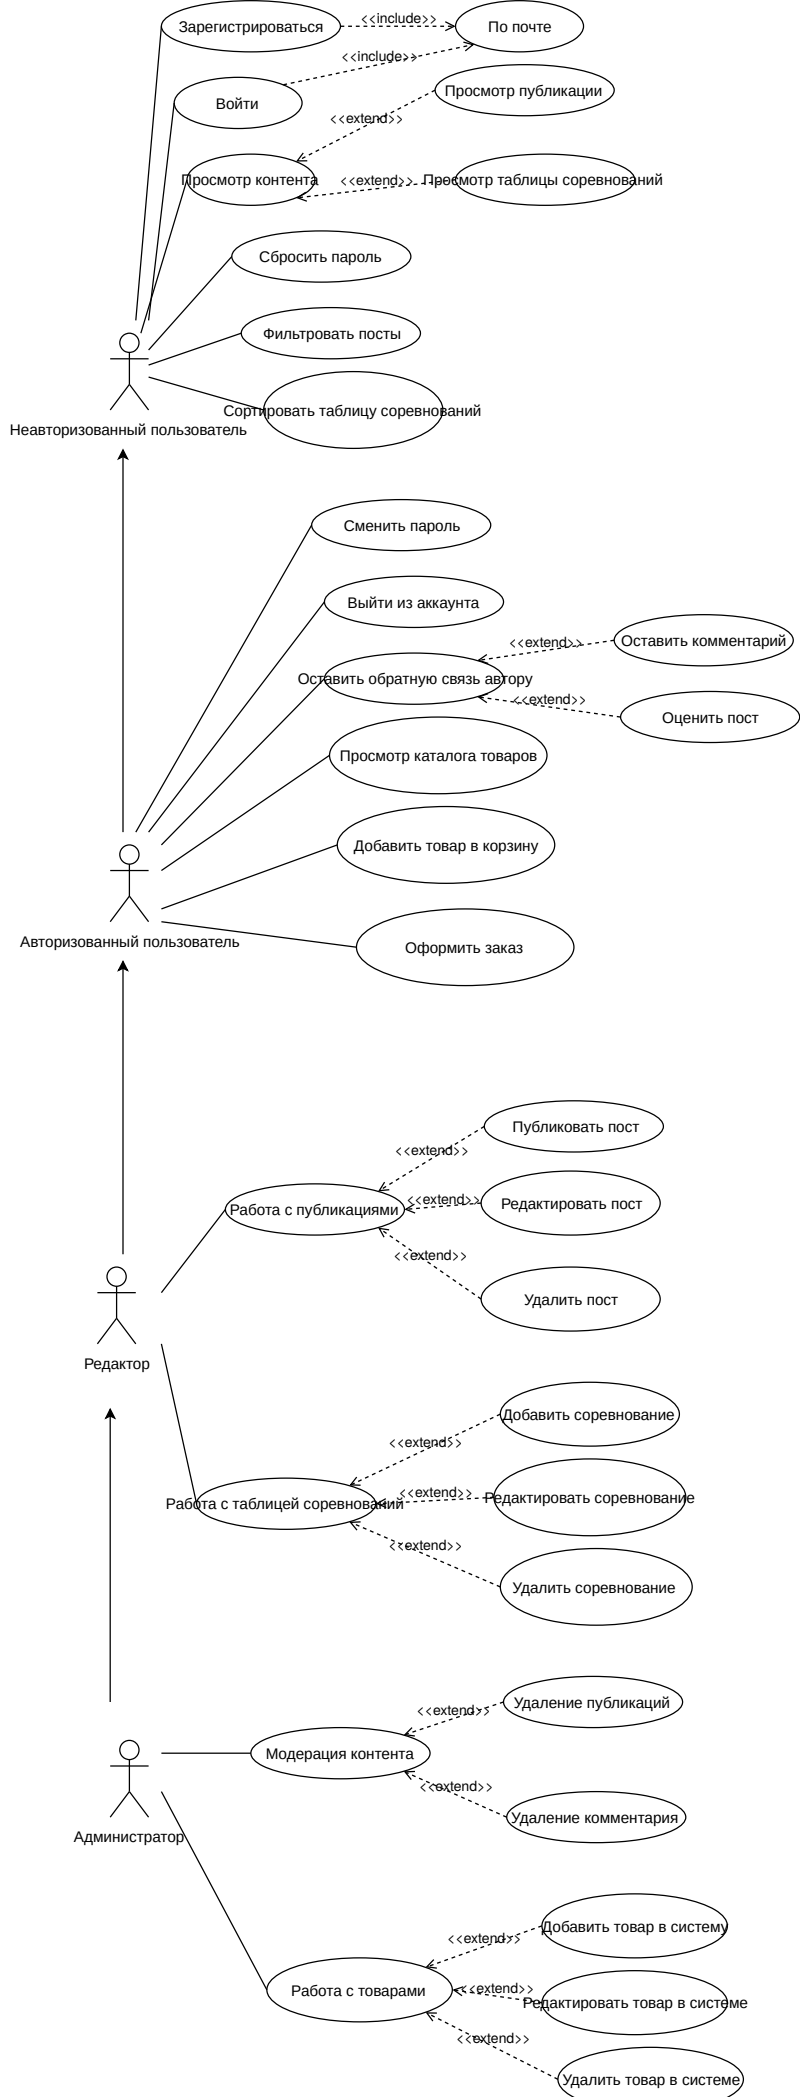 Зарегистрироваться
<<include>>
По почте
<<include>>
Войти
Просмотр публикации
<<extend>>
Просмотр контента
<<extend>>
Просмотр таблицы соревнований
Сбросить пароль
Фильтровать посты
Сортировать таблицу соревнований
Неавторизованный пользователь
Сменить пароль
Выйти из аккаунта
<<extend>>
Оставить комментарий
Оставить обратную связь автору
<<extend>>
Оценить пост
Просмотр каталога товаров
Добавить товар в корзину
Авторизованный пользователь
Оформить заказ
Публиковать пост
<<extend>>
Работа с публикациями
<<extend>>
Редактировать пост
<<extend>>
Удалить пост
Редактор
Добавить соревнование
<<extend>>
Работа с таблицей соревнований
<<extend>>
Редактировать соревнование
<<extend>>
Удалить соревнование
Удаление публикаций
<<extend>>
Модерация контента
<<extend>>
Удаление комментария
Администратор
Добавить товар в систему
<<extend>>
Работа с товарами
<<extend>>
Редактировать товар в системе
<<extend>>
Удалить товар в системе